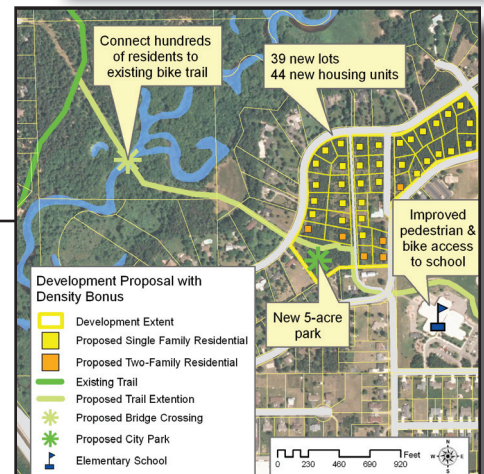 Connect hundreds
of residents to
existing bike trail
39 new lots
44 new housing units
Improved
pedestrian &
bike access
to school
New 5-acre
park
Development Proposal with
Density Bonus
Development Extent
Proposed Single Family Residential
Proposed Two-Family Residential
Existing Trail
Proposed Trail Extention
Proposed Bridge Crossing
Proposed City Park
Elementary School
Feet
0 230 460 690 920
N
W E
S